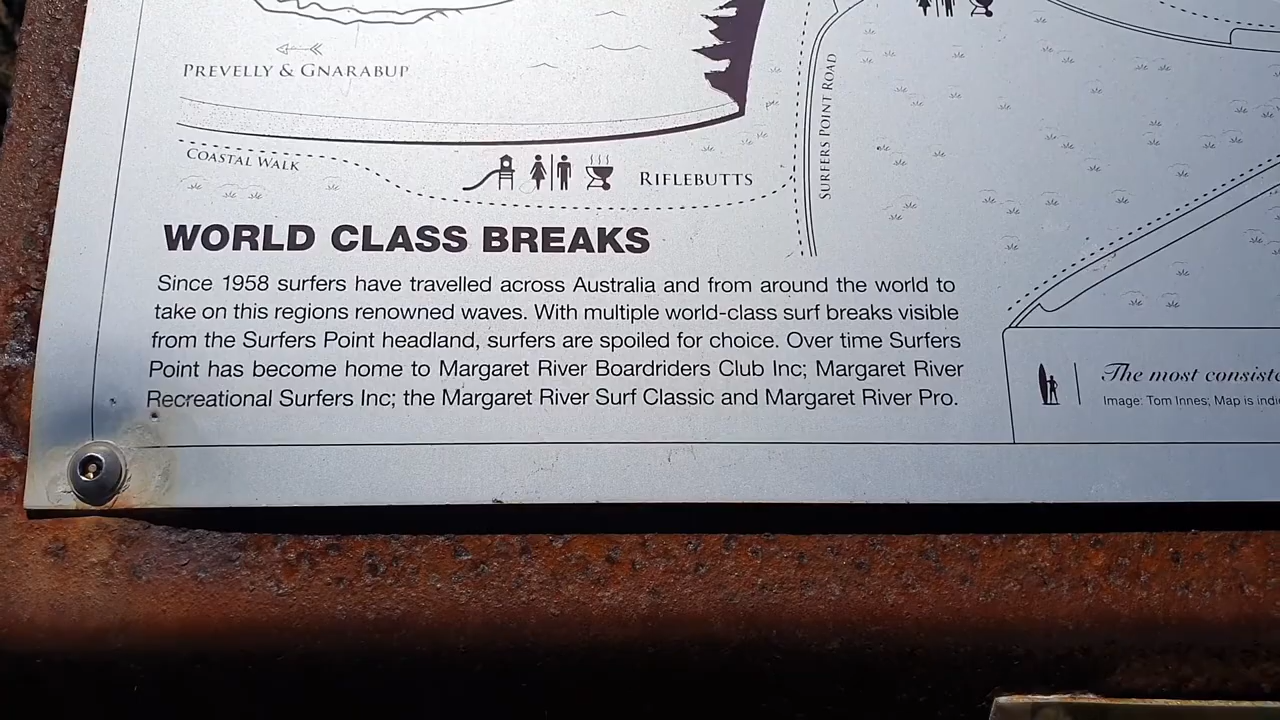 PREVELLY & GNARABUP
SURFERS POINT ROAD
COASTAL WALK
RIFLEBUTTS
WORLD CLASS BREAKS
Since 1958 surfers have travelled across Australia and from around the world to
take on this regions renowned waves. With multiple world-class surf breaks visible
from the Surfers Point headland, surfers are spoiled for choice. Over time Surfers
Point has become home to Margaret River Boardriders Club Inc; Margaret River
Recreational Surfers Inc; the Margaret River Surf Classic and Margaret River Pro.
The most
Image: Tom Innes; Map is